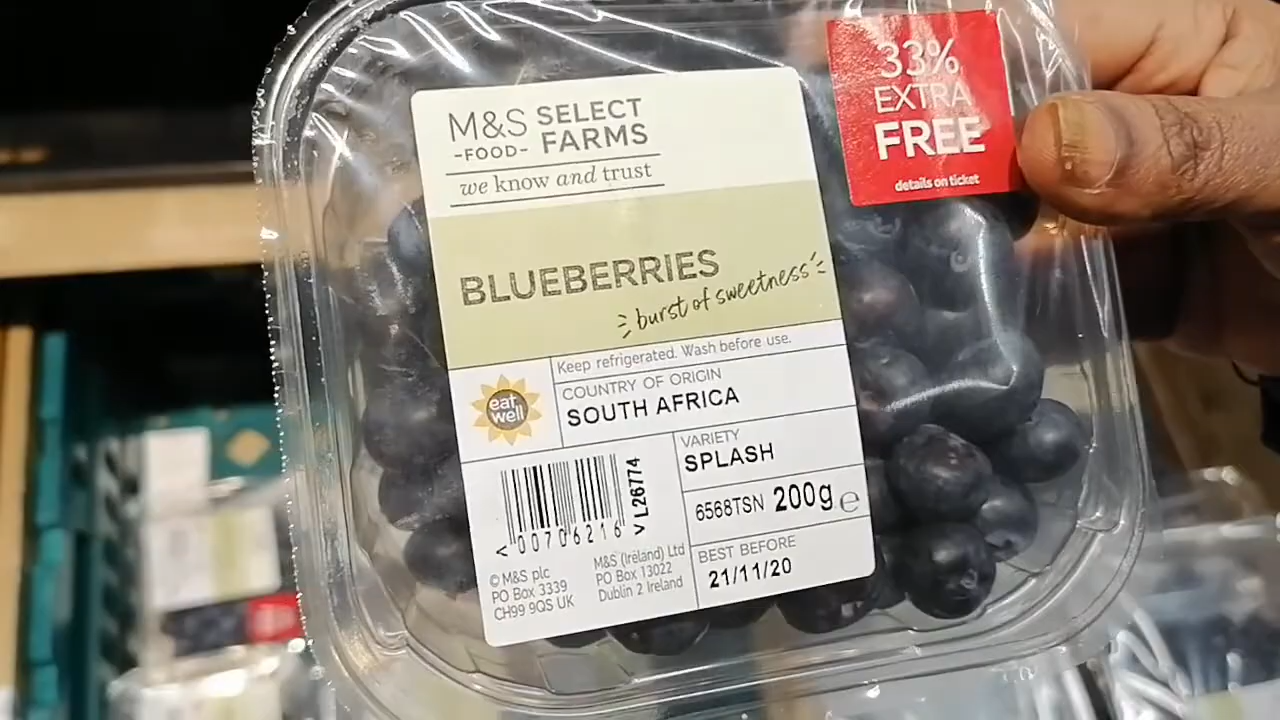 M&S SELECT
-FOOD- FARMS
we know and trust
33%
EXTRA
FREE
details on ticket
BLUEBERRIES
burst of sweetness
Keep refrigerated. Wash before use.
eat
well
COUNTRY OF ORIGIN
SOUTH AFRICA
VARIETY
SPLASH
6568TSN 200g e
BEST BEFORE
21/11/20
< 00706216 V L26774
© M&S plc
PO Box 3339
CH99 9QS UK
M&S (Ireland) Ltd
PO Box 13022
Dublin 2 Ireland